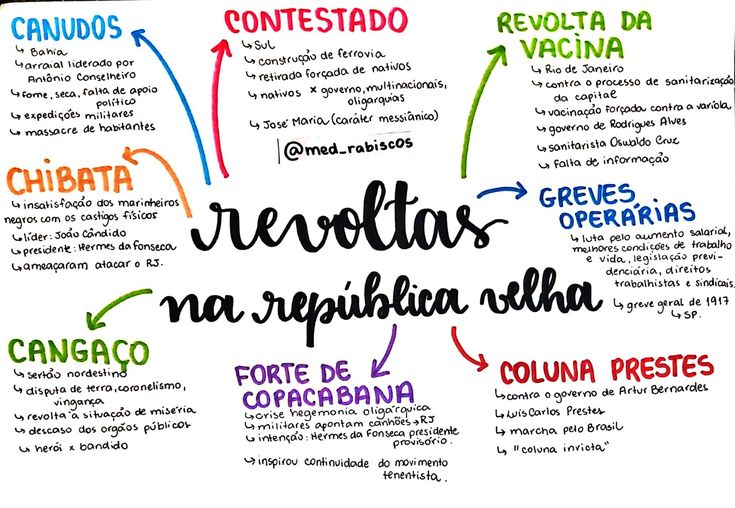 CANUDOS
↳ Bahia
↳ arraial liderado por
Antônio Conselheiro
↳ fome, seca, falta de apoio
político
↳ expedições militares
↳ massacre de habitantes
CONTESTADO
↳ Sul
↳ construção de ferrovia
↳ retirada forçada de nativos
↳ nativos x governo, multinacionais,
oligarquias
↳ José Maria (caráter messiânico)
@med_rabiscos
REVOLTA DA
VACINA
↳ Rio de Janeiro
↳ contra o processo de sanitarização
da capital
↳ vacinação forçada contra a varíola
↳ governo de Rodrigues Alves
↳ sanitarista Oswaldo Cruz
↳ falta de informação
CHIBATA
↳ insatisfação dos marinheiros
negros com os castigos físicos
↳ líder: João Cândido
↳ presidente: Hermes da Fonseca
↳ ameaçaram atacar o RJ.
revoltas
na república velha
GREVES
OPERÁRIAS
↳ luta pelo aumento salarial,
melhores condições de trabalho
e vida, legislação previ-
denciária, direitos
trabalhistas e sindicais.
↳ greve geral de 1917
↳ SP.
CANGAÇO
↳ sertão nordestino
↳ disputa de terra, coronelismo,
vingança
↳ revolta à situação de miséria
↳ descaso dos orgãos públicos
↳ herói x bandido
FORTE DE
COPACABANA
↳ crise hegemonia oligárquica
↳ militares apontam canhões → RJ
↳ intenção: Hermes da Fonseca presidente
provisório.
↳ inspirou continuidade do movimento
tenentista.
COLUNA PRESTES
↳ contra o governo de Artur Bernardes
↳ Luís Carlos Prestes
↳ marcha pelo Brasil
↳ "coluna invicta"